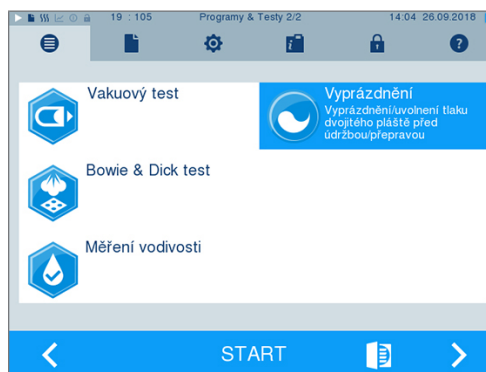 19 : 105 Programy & Testy 2/2 14:04 26.09.2018
Vakuový test
Vyprázdnění
Vyprázdnění/uvolnení tlaku
dvojitého pláště před
údržbou/přepravou
Bowie & Dick test
Měření vodivosti
START